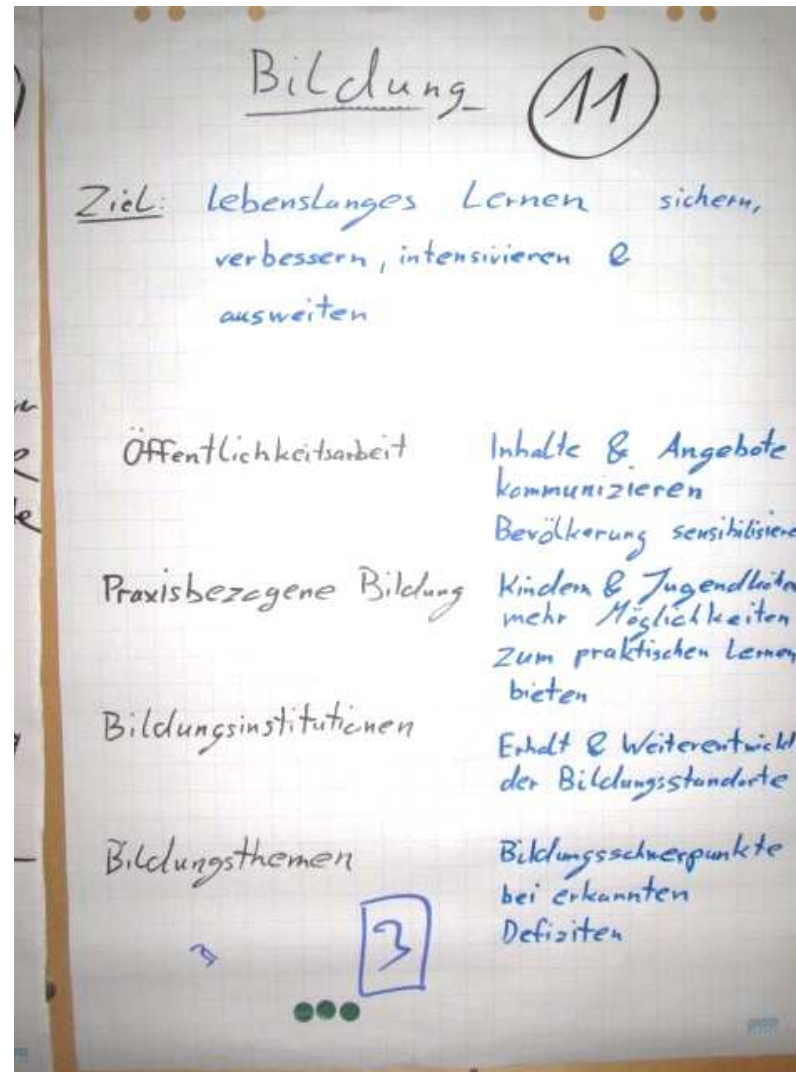 Bildung 11
Ziel: lebenslanges Lernen sichern,
verbessern, intensivieren &
ausweiten
Öffentlichkeitsarbeit Inhalte & Angebote
kommunizieren
Bevölkerung sensibilisiere
Praxisbezogene Bildung Kindern & Jugendlichen
mehr Möglichkeiten
zum praktischen Lernen
bieten
Bildungsinstitutionen
Erhalt & Weiterentwickl
der Bildungsstandorte
Bildungsthemen Bildungsschwerpunkte
bei erkannten
Defiziten
3